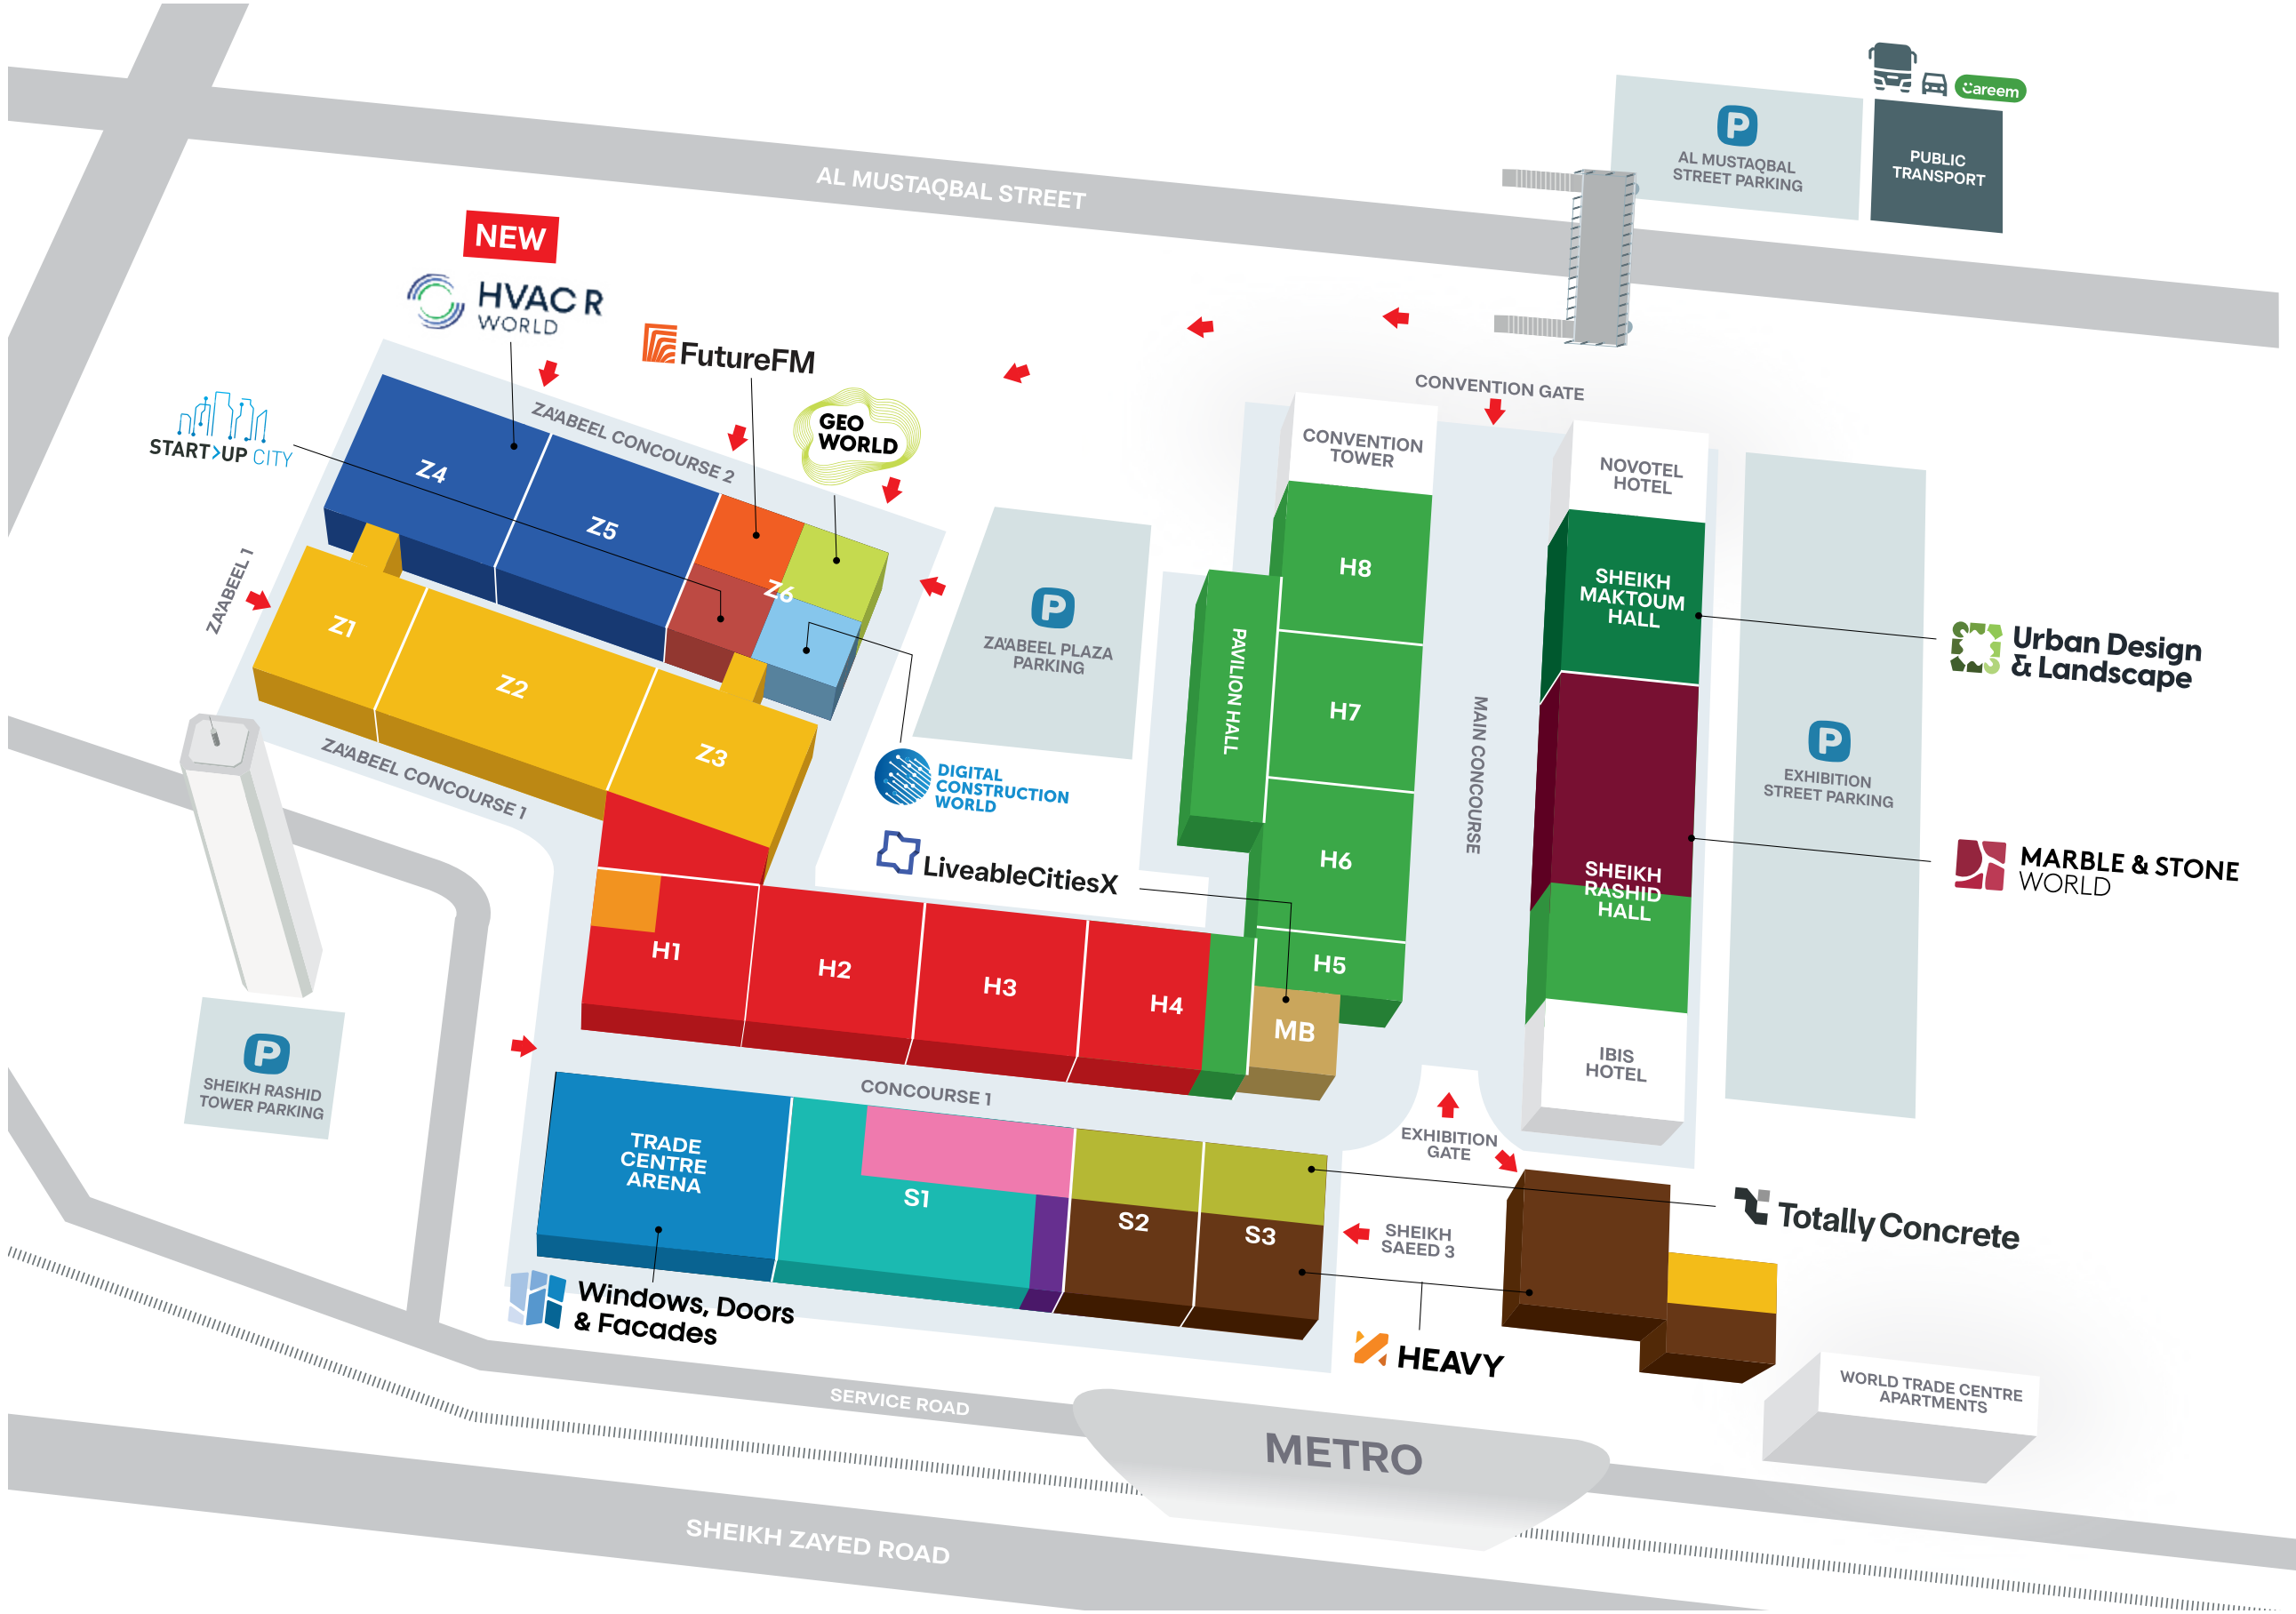 Careem
P
AL MUSTAQBAL
STREET PARKING
PUBLIC
TRANSPORT
AL MUSTAQBAL STREET
NEW
HVAC R
WORLD
FutureFM
GEO
WORLD
START>UP CITY
ZA'ABEEL CONCOURSE 2
CONVENTION GATE
CONVENTION
TOWER
NOVOTEL
HOTEL
Z4
Z5
Z6
ZA'ABEEL 1
Z1
Z2
Z3
ZA'ABEEL CONCOURSE 1
P
ZA'ABEEL PLAZA
PARKING
PAVILION HALL
H8
H7
H6
H5
MAIN CONCOURSE
SHEIKH
MAKTOUM
HALL
SHEIKH
RASHID
HALL
IBIS
HOTEL
P
EXHIBITION
STREET PARKING
Urban Design
& Landscape
MARBLE & STONE
WORLD
DIGITAL
CONSTRUCTION
WORLD
LiveableCitiesX
H1
H2
H3
H4
MB
P
SHEIKH RASHID
TOWER PARKING
CONCOURSE 1
EXHIBITION
GATE
TRADE
CENTRE
ARENA
S1
S2
S3
SHEIKH
SAEED 3
Totally Concrete
Windows, Doors
& Facades
HEAVY
WORLD TRADE CENTRE
APARTMENTS
SERVICE ROAD
METRO
SHEIKH ZAYED ROAD